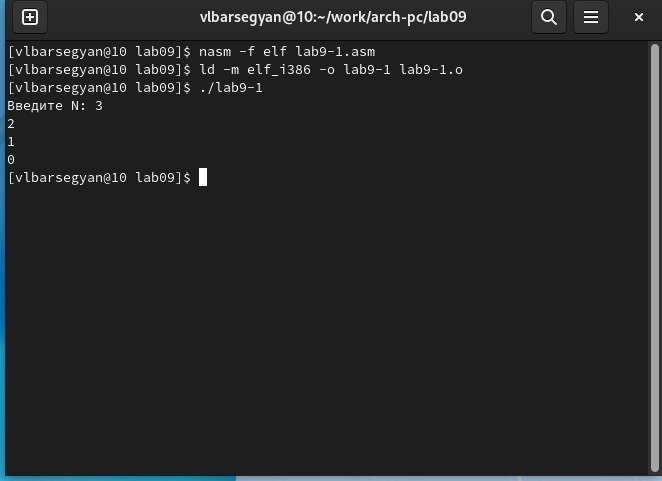 vlbarsegyan@10:~/work/arch-pc/lab09
[vlbarsegyan@10 lab09]$ nasm -f elf lab9-1.asm
[vlbarsegyan@10 lab09]$ ld -m elf_i386 -o lab9-1 lab9-1.o
[vlbarsegyan@10 lab09]$ ./lab9-1
Введите N: 3
2
1
0
[vlbarsegyan@10 lab09]$